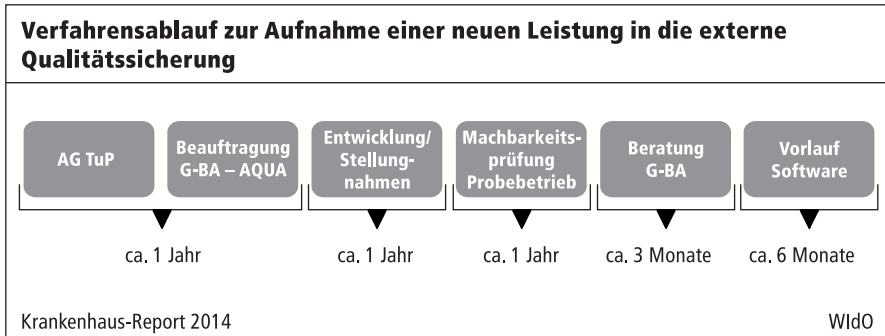 Verfahrensablauf zur Aufnahme einer neuen Leistung in die externe
Qualitätssicherung
AG TuP
Beauftragung
G-BA – AQUA
Entwicklung/
Stellung-
nahmen
Machbarkeits-
prüfung
Probebetrieb
Beratung
G-BA
Vorlauf
Software
ca. 1 Jahr
ca. 1 Jahr
ca. 1 Jahr
ca. 3 Monate
ca. 6 Monate
Krankenhaus-Report 2014
WIdO